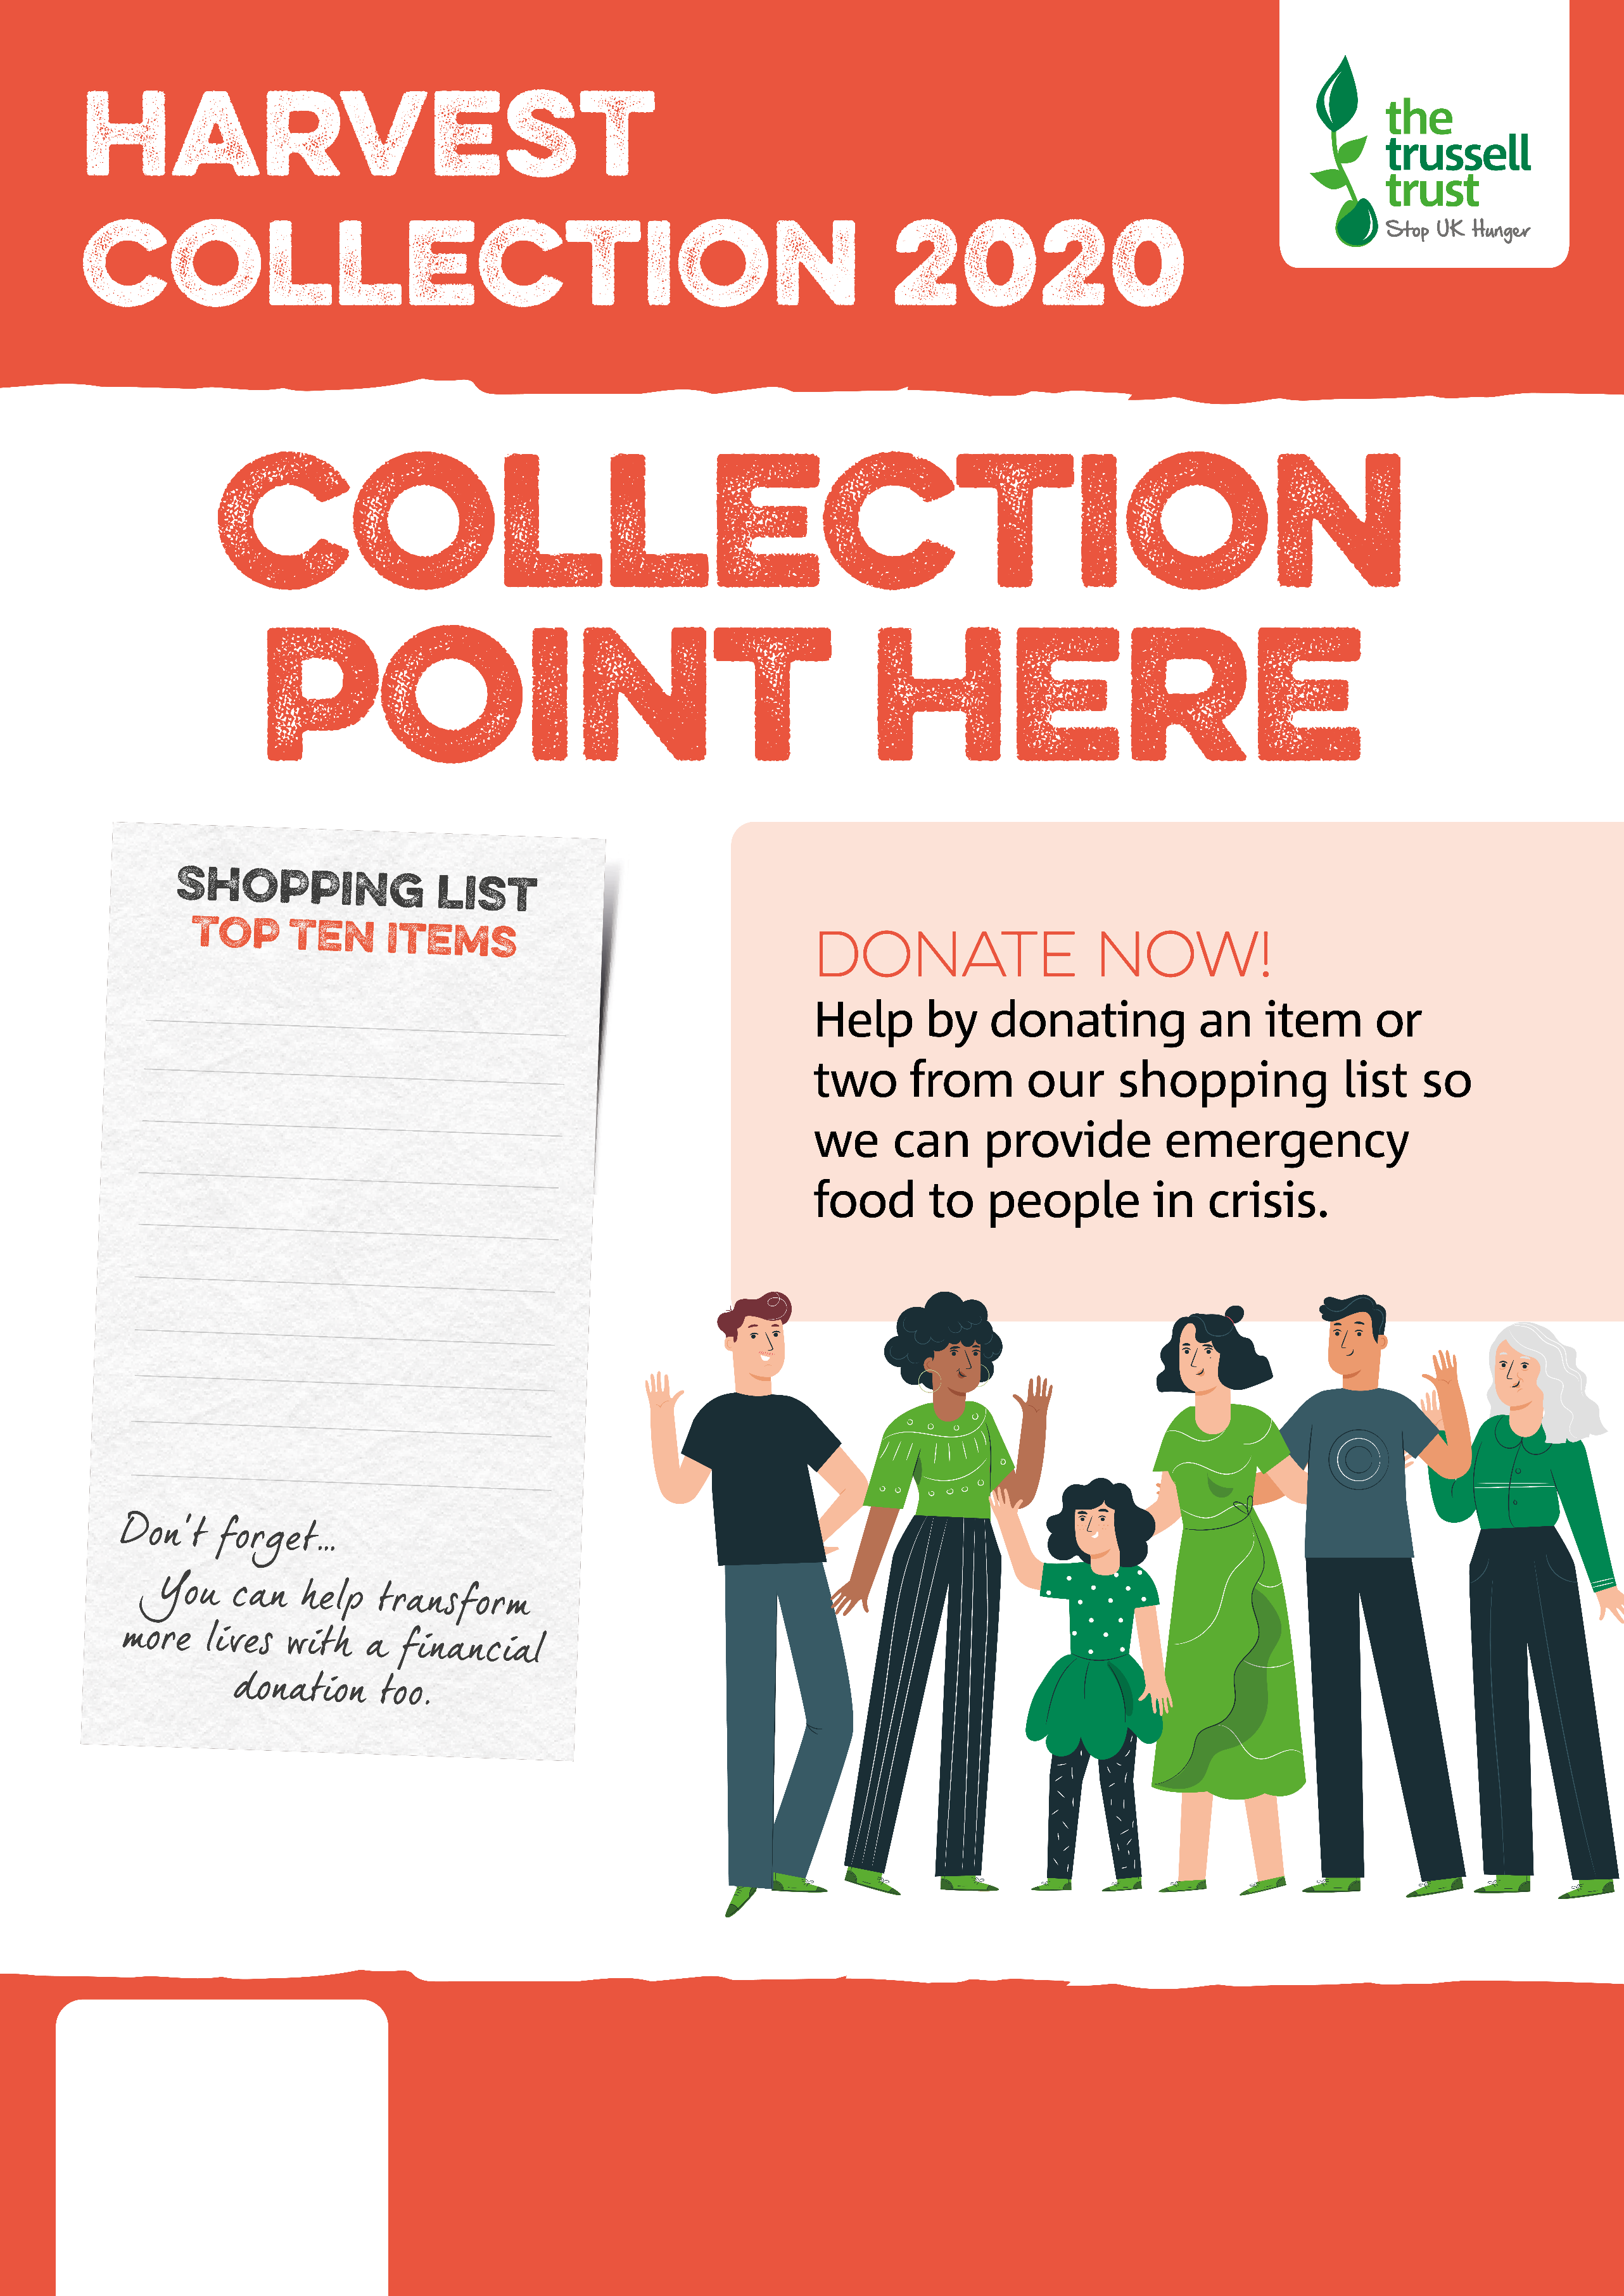 HARVEST
COLLECTION 2020
the
trussell
trust
Stop UK Hunger
COLLECTION
POINT HERE
SHOPPING LIST
TOP TEN ITEMS
Don't forget...
You can help transform
more lives with a financial
donation too.
DONATE NOW!
Help by donating an item or
two from our shopping list so
we can provide emergency
food to people in crisis.